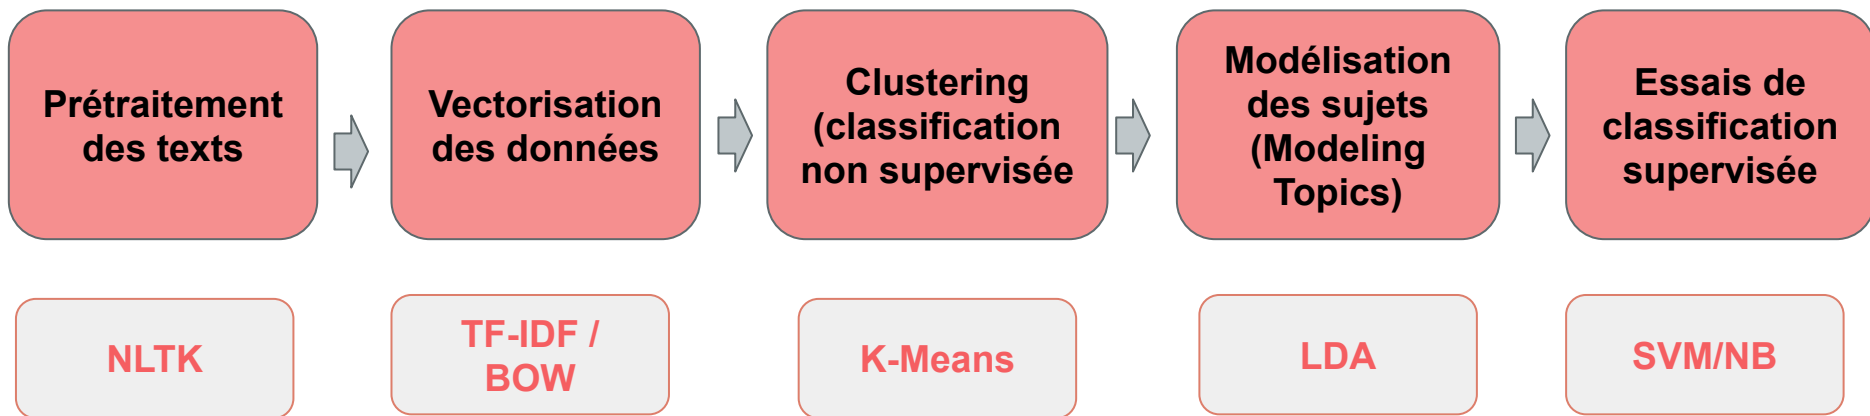 Prétraitement
des texts
Vectorisation
des données
Clustering
(classification
non supervisée
Modélisation
des sujets
(Modeling
Topics)
Essais de
classification
supervisée
NLTK
TF-IDF /
BOW
K-Means
LDA
SVM/NB